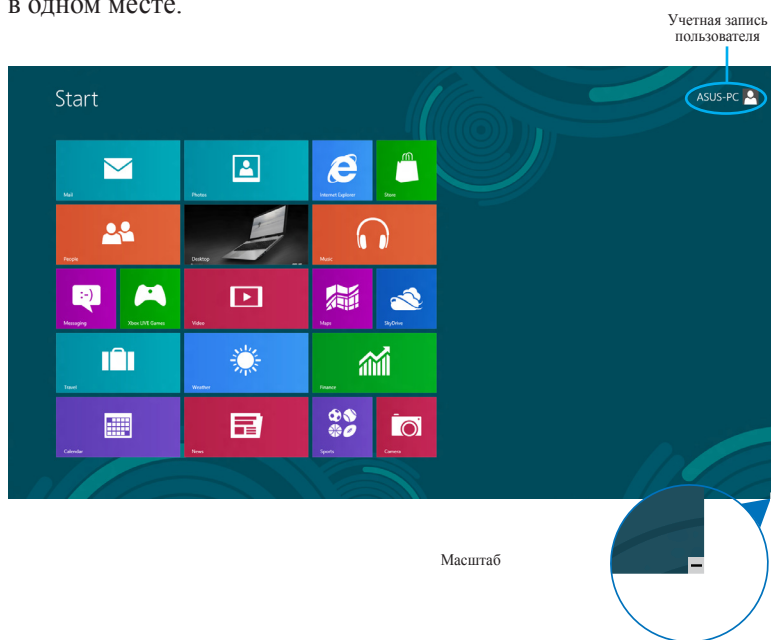 в одном месте.
Учетная запись
пользователя
Start
ASUS-PC
Mail
Photos
Internet Explorer
Store
People
Desktop
Music
:-)
Messaging
Xbox LIVE Games
Video
Maps
SkyDrive
Travel
Weather
Finance
Calendar
News
Sports
Camera
Масштаб